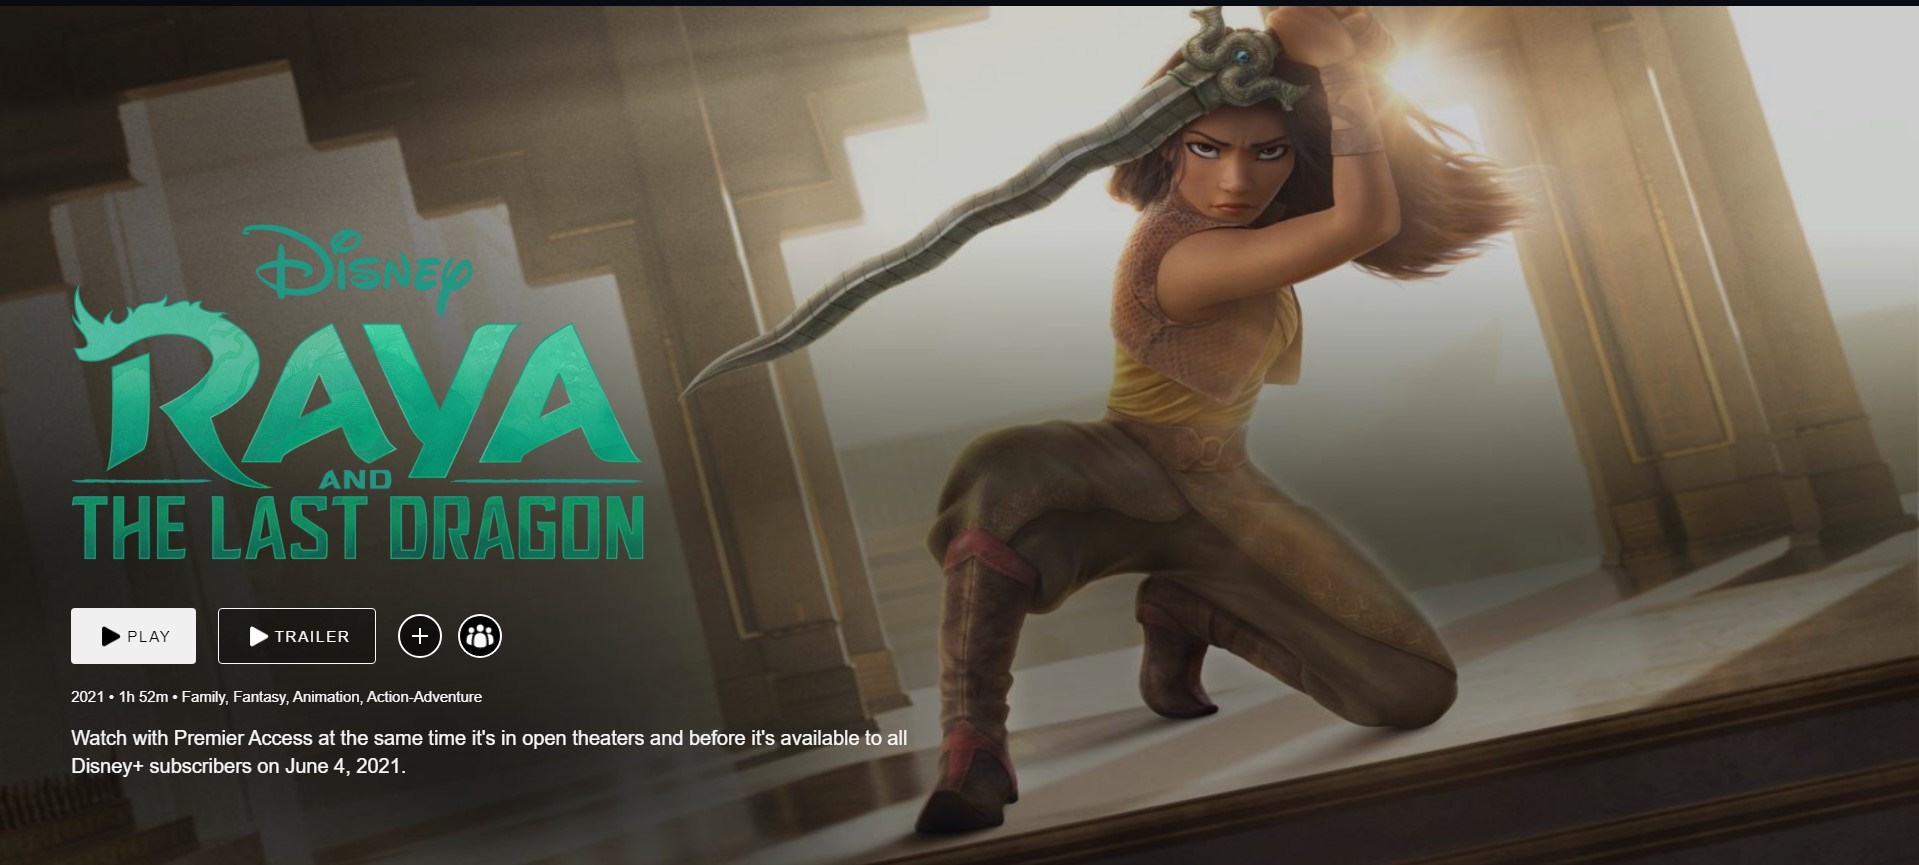 Disney
RAYA
AND
THE LAST DRAGON
PLAY
TRAILER
2021 • 1h 52m • Family, Fantasy, Animation, Action-Adventure
Watch with Premier Access at the same time it's in open theaters and before it's available to all
Disney+ subscribers on June 4, 2021.